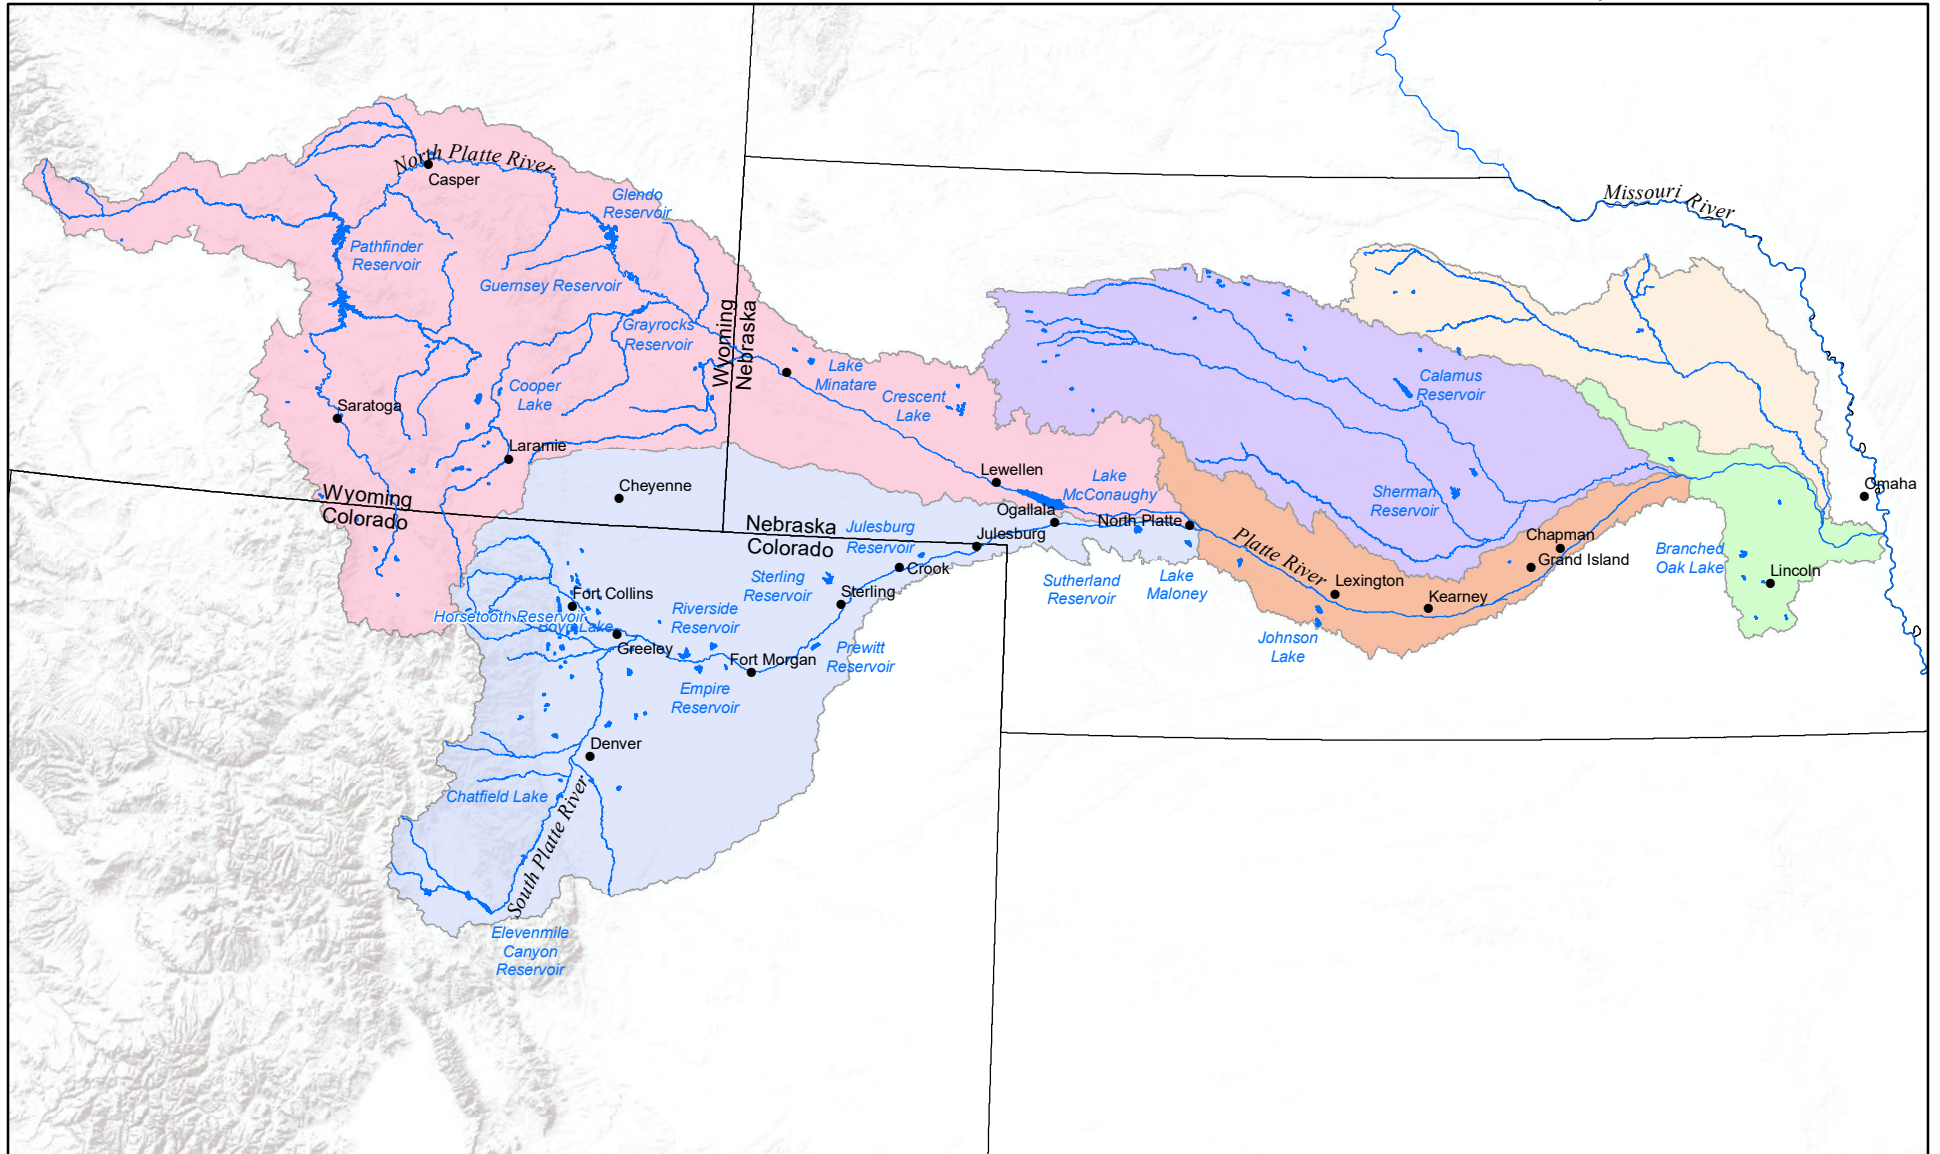 North Platte River
Casper
Missouri River
Glendo
Reservoir
Pathfinder
Reservoir
Guernsey Reservoir
Grayrocks
Reservoir
Wyoming
Nebraska
Lake
Minatare
Cooper
Lake
Crescent
Lake
Calamus
Reservoir
Saratoga
Laramie
Lewellen
Lake
McConaughy
Cheyenne
Omaha
Wyoming
Colorado
Sherman
Reservoir
Ogallala
North Platte
Nebraska
Colorado
Julesburg
Reservoir
Julesburg
Platte River
Chapman
Grand Island
Branched
Oak Lake
Lincoln
Crook
Sterling
Reservoir
Sterling
Sutherland
Reservoir
Lake
Maloney
Lexington
Kearney
Fort Collins
Horsetooth Reservoir
Boyd Lake
Riverside
Reservoir
Greeley
Fort Morgan
Prewitt
Reservoir
Johnson
Lake
Empire
Reservoir
Denver
Chatfield Lake
South Platte River
Elevenmile
Canyon
Reservoir